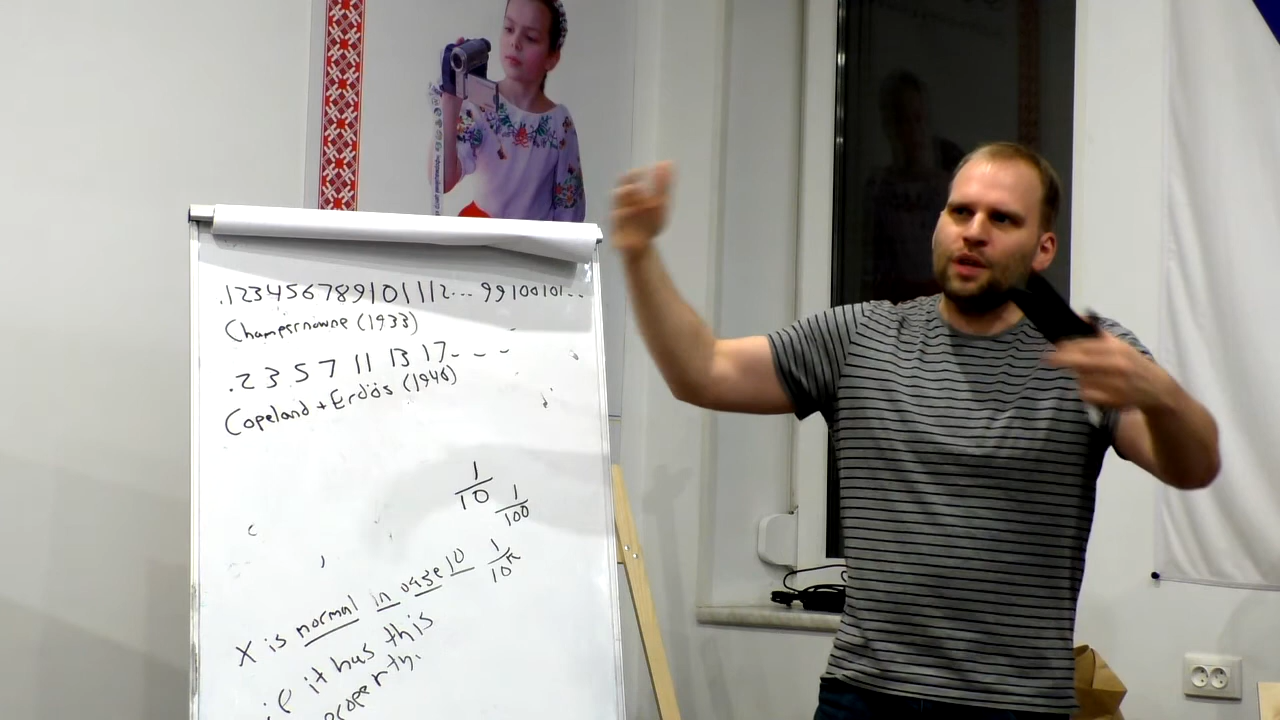 .123456789101112... 99100101...
Champernowne (1933)
.2 3 5 7 11 13 17- - -
Copeland + Erdös (1946)
1/10 1/100
X is normal in base 10 1/10^k
if it has this
property